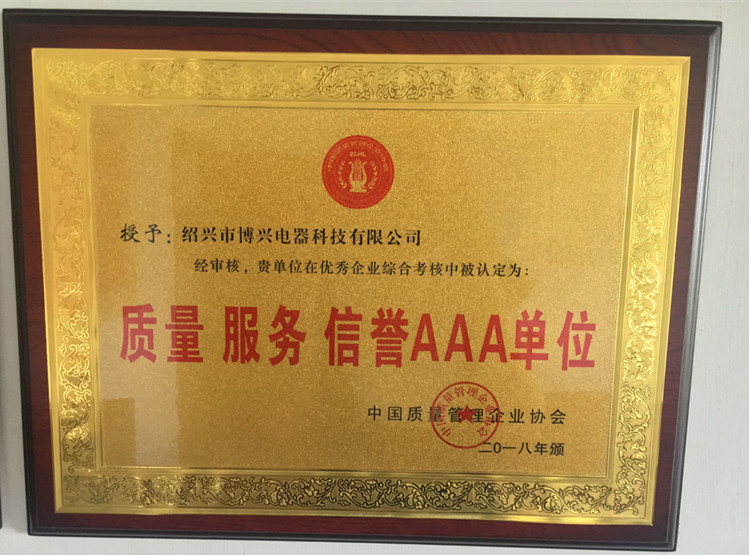 授予：绍兴市博兴电器科技有限公司
经审核，贵单位在优秀企业综合考核中被认定为：
质量 服务 信誉AAA单位
中国质量管理企业协会
二〇一八年颁